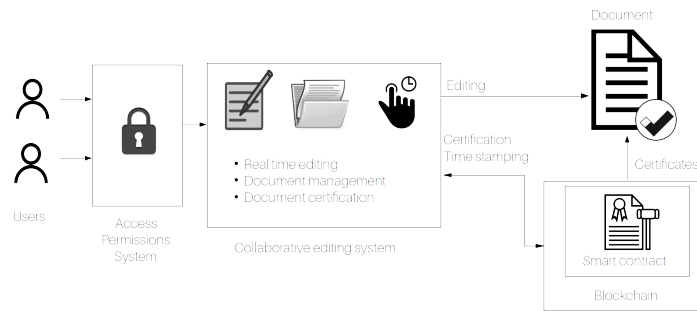 Document
Editing
Certification
Time stamping
• Real time editing
• Document management
• Document certification
Certificates
Users
Access
Permissions
System
Collaborative editing system
Smart contract
Blockchain